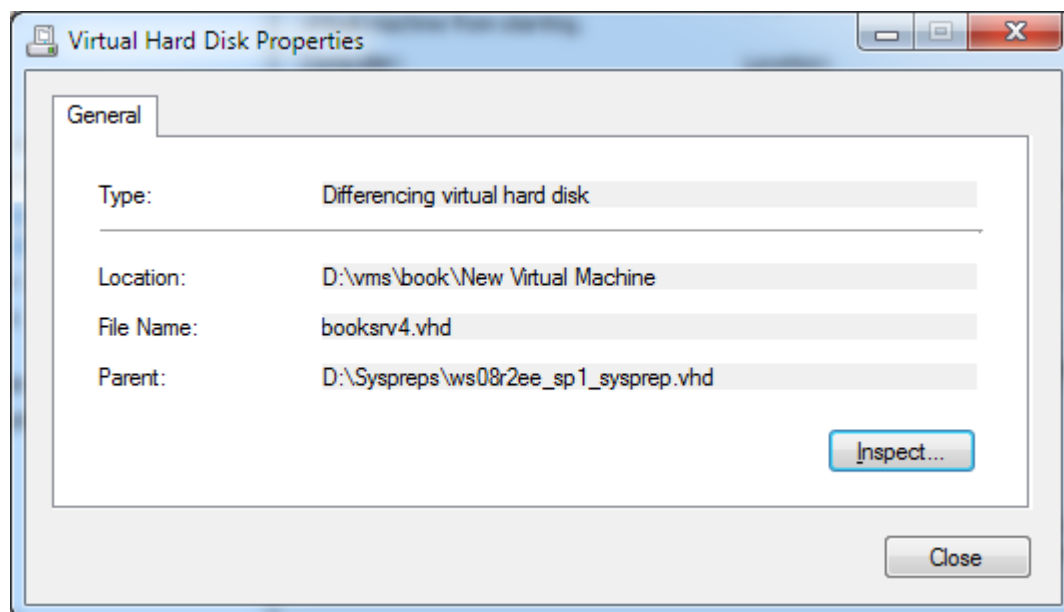 Virtual Hard Disk Properties
General
Type: Differencing virtual hard disk
Location: D:\vms\book\New Virtual Machine
File Name: booksrv4.vhd
Parent: D:\Syspreps\ws08r2ee_sp1_sysprep.vhd
Inspect...
Close